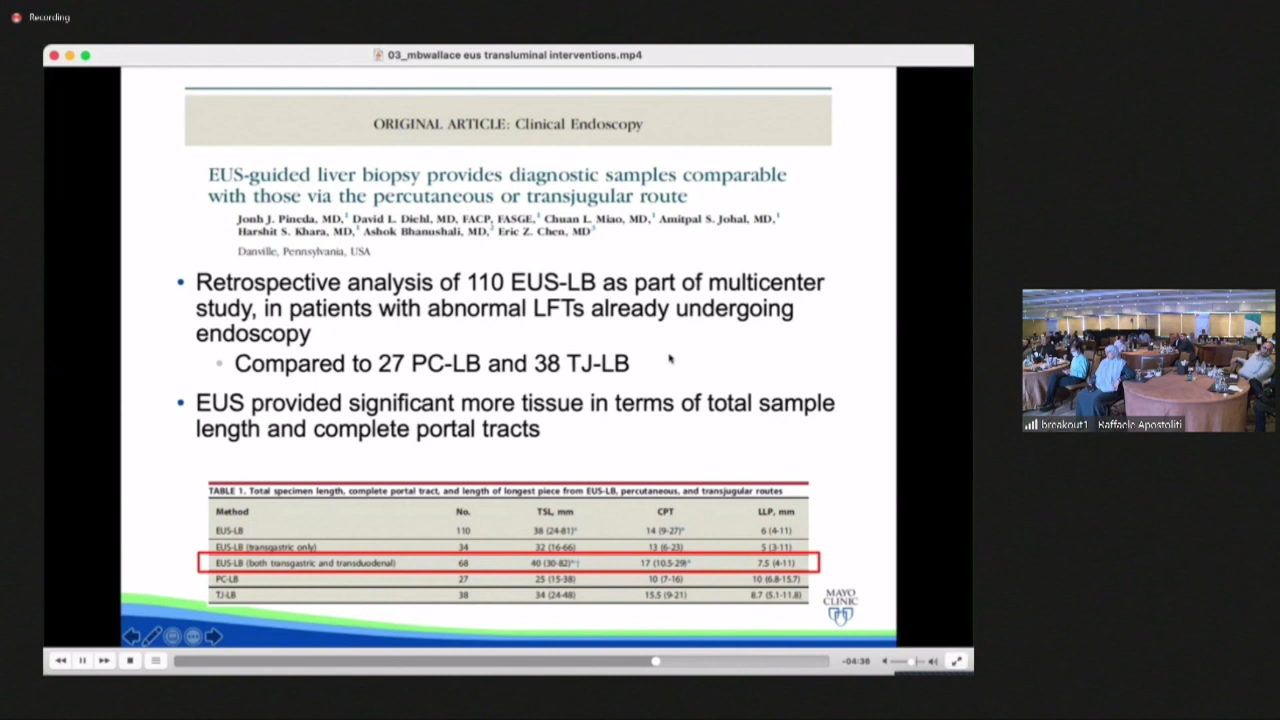 Recording
03_mbwallace eus transluminal interventions.mp4
ORIGINAL ARTICLE: Clinical Endoscopy
EUS-guided liver biopsy provides diagnostic samples comparable
with those via the percutaneous or transjugular route
Jonh J. Pineda, MD,1 David L. Diehl, MD, FACP, FASGE,1 Chuan L. Miao, MD,1 Amitpal S. Johal, MD,1
Harshit S. Khara, MD,1 Ashok Bhanushali, MD,2 Eric Z. Chen, MD3
Danville, Pennsylvania, USA
• Retrospective analysis of 110 EUS-LB as part of multicenter
study, in patients with abnormal LFTs already undergoing
endoscopy
• Compared to 27 PC-LB and 38 TJ-LB
• EUS provided significant more tissue in terms of total sample
length and complete portal tracts
TABLE 1. Total specimen length, complete portal tract, and length of longest piece from EUS-LB, percutaneous, and transjugular routes
Method No. TSL, mm CPT LLP, mm
EUS-LB 110 38 (24-81)* 14 (9-27)* 6 (4-11)
EUS-LB (transgastric only) 34 32 (16-66) 13 (6-23) 5 (3-11)
EUS-LB (both transgastric and transduodenal) 68 40 (30-82)*† 17 (10.5-29)* 7.5 (4-11)
PC-LB 27 25 (15-38) 10 (7-16) 10 (6.8-15.7)
TJ-LB 38 34 (24-48) 15.5 (9-21) 8.7 (5.1-11.8)
MAYO
CLINIC
-04:36
breakout1 - Raffaele Apostoliti